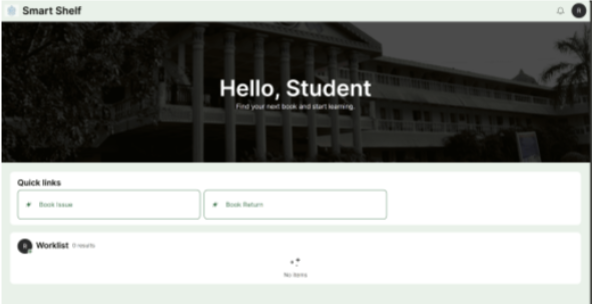 Smart Shelf
Hello, Student
Find your next book and start learning.
Quick links
Book Issue
Book Return
Worklist 0 results
No items